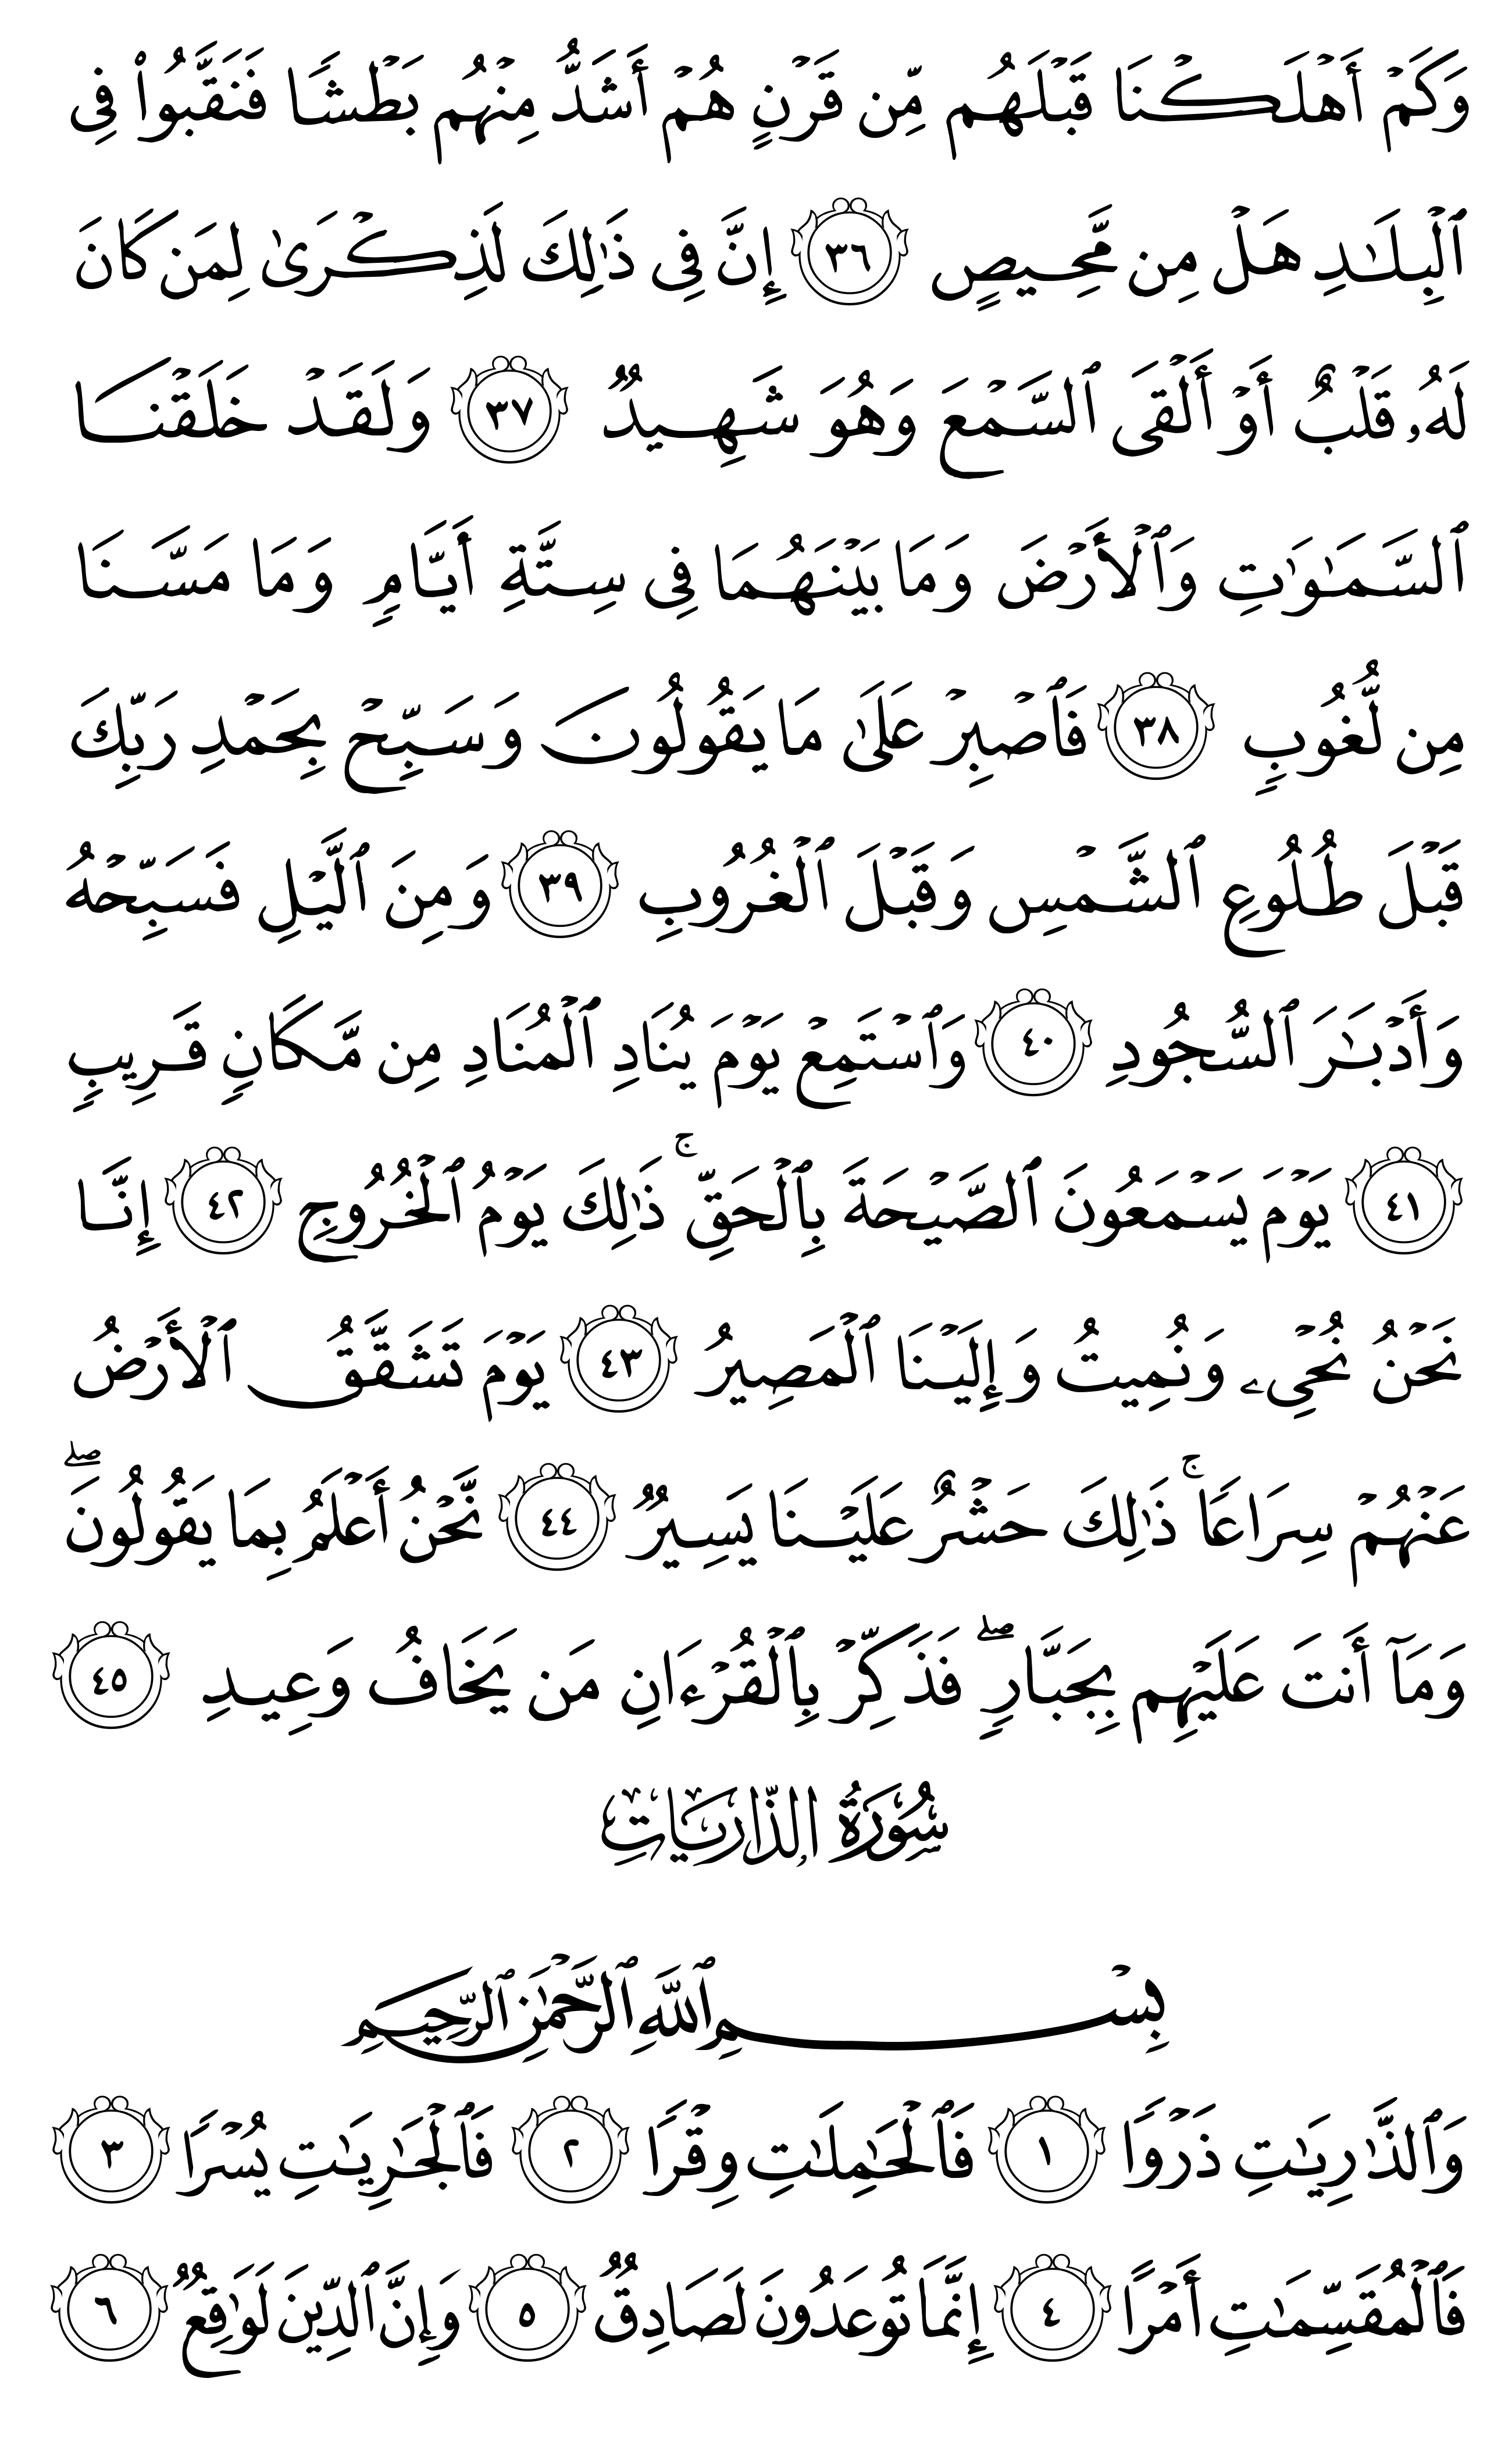 وَكَمْ أَهْلَكْنَا قَبْلَهُم مِّن قَرْنٍ هُمْ أَشَدُّ مِنْهُم بَطْشًا فَنَقَّبُوا۟ فِى
ٱلْبِلَـٰدِ هَلْ مِن مَّحِيصٍ ٣٦ إِنَّ فِى ذَٰلِكَ لَذِكْرَىٰ لِمَن كَانَ
لَهُۥ قَلْبٌ أَوْ أَلْقَى ٱلسَّمْعَ وَهُوَ شَهِيدٌ ٣٧ وَلَقَدْ خَلَقْنَا
ٱلسَّمَـٰوَٰتِ وَٱلْأَرْضَ وَمَا بَيْنَهُمَا فِى سِتَّةِ أَيَّامٍ وَمَا مَسَّنَا
مِن لُّغُوبٍ ٣٨ فَٱصْبِرْ عَلَىٰ مَا يَقُولُونَ وَسَبِّحْ بِحَمْدِ رَبِّكَ
قَبْلَ طُلُوعِ ٱلشَّمْسِ وَقَبْلَ ٱلْغُرُوبِ ٣٩ وَمِنَ ٱلَّيْلِ فَسَبِّحْهُ
وَأَدْبَـٰرَ ٱلسُّجُودِ ٤٠ وَٱسْتَمِعْ يَوْمَ يُنَادِ ٱلْمُنَادِ مِن مَّكَانٍ قَرِيبٍ
٤١ يَوْمَ يَسْمَعُونَ ٱلصَّيْحَةَ بِٱلْحَقِّ ۚ ذَٰلِكَ يَوْمُ ٱلْخُرُوجِ ٤٢ إِنَّا
نَحْنُ نُحْىِۦ وَنُمِيتُ وَإِلَيْنَا ٱلْمَصِيرُ ٤٣ يَوْمَ تَشَقَّقُ ٱلْأَرْضُ
عَنْهُمْ سِرَاعًا ۚ ذَٰلِكَ حَشْرٌ عَلَيْنَا يَسِيرٌ ٤٤ نَّحْنُ أَعْلَمُ بِمَا يَقُولُونَ ۖ
وَمَآ أَنتَ عَلَيْهِم بِجَبَّارٍ ۖ فَذَكِّرْ بِٱلْقُرْءَانِ مَن يَخَافُ وَعِيدِ ٤٥
سُورَةُ الذَّارِيَاتِ
بِسْمِ ٱللَّهِ ٱلرَّحْمَـٰنِ ٱلرَّحِيمِ
وَٱلذَّٰرِيَـٰتِ ذَرْوًا ١ فَٱلْحَـٰمِلَـٰتِ وِقْرًا ٢ فَٱلْجَـٰرِيَـٰتِ يُسْرًا ٣
فَٱلْمُقَسِّمَـٰتِ أَمْرًا ٤ إِنَّمَا تُوعَدُونَ لَصَادِقٌ ٥ وَإِنَّ ٱلدِّينَ لَوَٰقِعٌ ٦